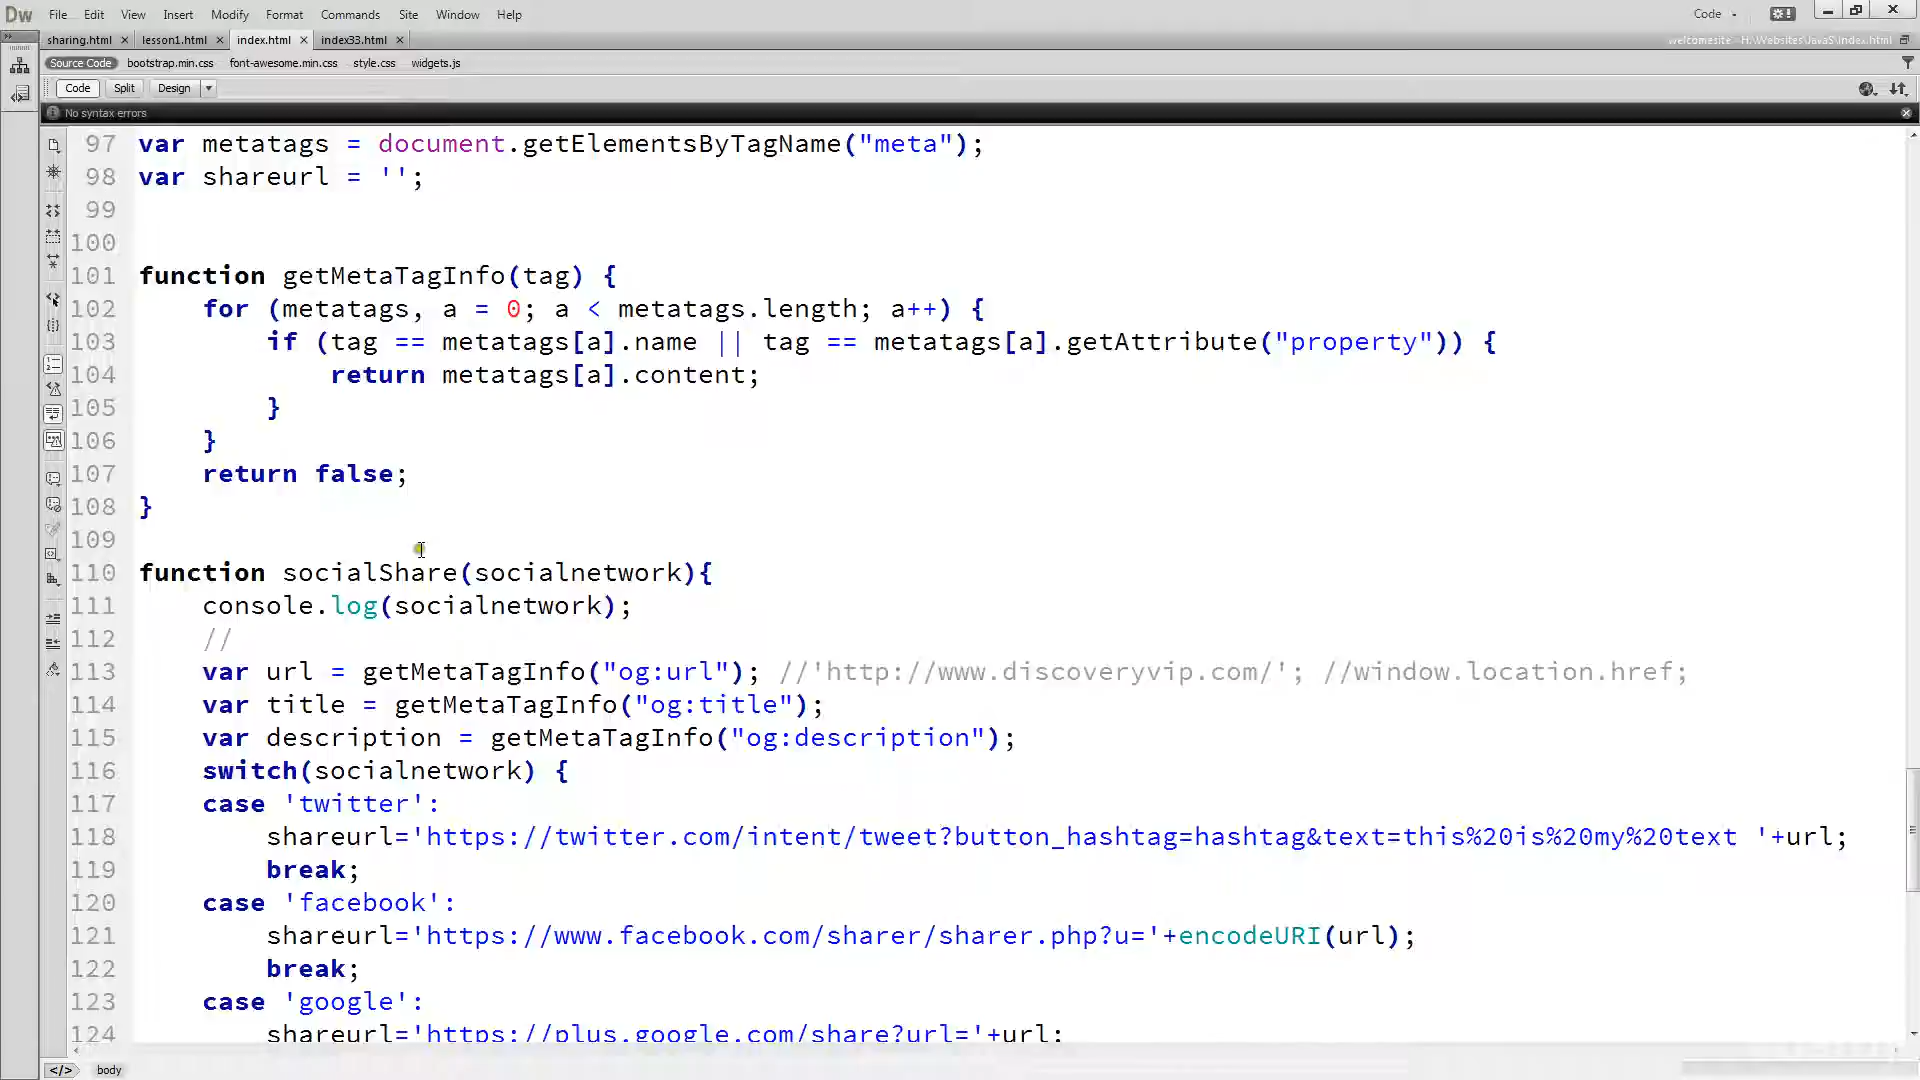 Dw File Edit View Insert Modify Format Commands Site Window Help Code
sharing.html lesson1.html index.html index33.html welcomesite - H:\Websites\JavaS\index.html
Source Code bootstrap.min.css font-awesome.min.css style.css widgets.js
Code Split Design
No syntax errors
97 var metatags = document.getElementsByTagName("meta");
98 var shareurl = '';
99
100
101 function getMetaTagInfo(tag) {
102 for (metatags, a = 0; a < metatags.length; a++) {
103 if (tag == metatags[a].name || tag == metatags[a].getAttribute("property")) {
104 return metatags[a].content;
105 }
106 }
107 return false;
108 }
109
110 function socialShare(socialnetwork){
111 console.log(socialnetwork);
112 //
113 var url = getMetaTagInfo("og:url"); //'http://www.discoveryvip.com/'; //window.location.href;
114 var title = getMetaTagInfo("og:title");
115 var description = getMetaTagInfo("og:description");
116 switch(socialnetwork) {
117 case 'twitter':
118 shareurl='https://twitter.com/intent/tweet?button_hashtag=hashtag&text=this%20is%20my%20text '+url;
119 break;
120 case 'facebook':
121 shareurl='https://www.facebook.com/sharer/sharer.php?u='+encodeURI(url);
122 break;
123 case 'google':
124 shareurl='https://plus.google.com/share?url='+url;
</> body